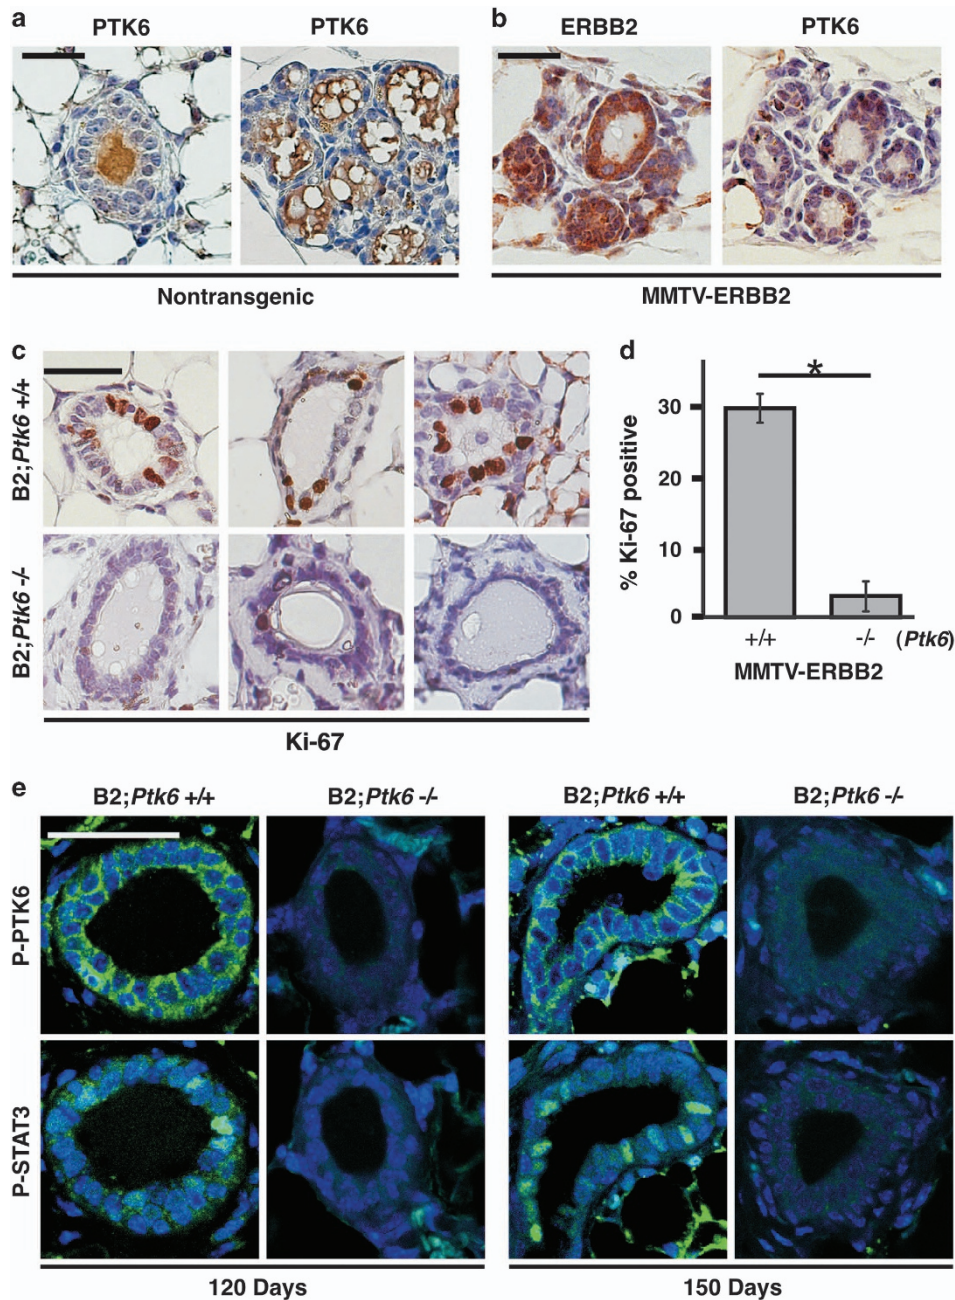 a
PTK6 PTK6
Nontransgenic
b
ERBB2 PTK6
MMTV-ERBB2
c
B2;Ptk6 +/+
B2;Ptk6 -/-
Ki-67
d
*
% Ki-67 positive
30
20
10
0
+/+ -/- (Ptk6)
MMTV-ERBB2
e
B2;Ptk6 +/+ B2;Ptk6 -/- B2;Ptk6 +/+ B2;Ptk6 -/-
P-PTK6
P-STAT3
120 Days 150 Days